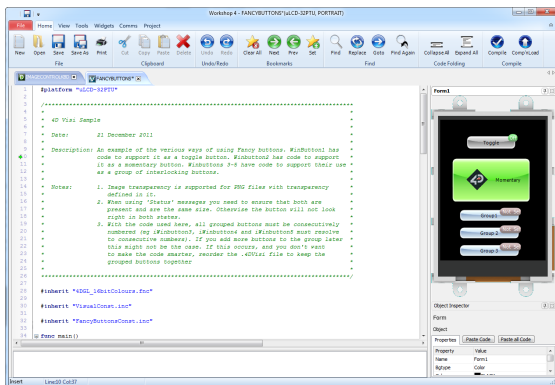 Workshop 4 - FANCYBUTTONS*(uLCD-32PTU, PORTRAIT)
File Home View Tools Widgets Comms Project
New Open Save Save As Print Cut Copy Paste Delete Undo Redo Clear All Next Prev Set Find Replace Goto Find Again Collapse All Expand All Compile Comp'nLoad
File Clipboard Undo/Redo Bookmarks Find Code Folding Compile
FANCYBUTTONS*
1 #platform "uLCD-32PTU"
4D Visi Sample
Date: 21 December 2011
Description: An example of the verious ways of using Fancy buttons. WinButton1 has
code to support it as a toggle button. Winbutton2 has code to support
it as a momentary button. Winbuttons 3-6 have code to support their use
as a group of interlocking buttons.
Notes: 1. Image transparency is supported for PNG files with transparency
defined in it.
2. When using 'Status' messages you need to ensure that both are
present and are the same size. Otherwise the button will not look
right in both states.
3. With the code used here, all grouped buttons must be consecutively
numbered (eg iWinbutton3, iWinbutton4 and iWinbutton5 must resolve
to consecutive numbers). If you add more buttons to the group later
this might not be the case. If this occurs, and you don't want
to make the code smarter, reorder the .4DVisi file to keep the
grouped buttons together
#inherit "4DGL_16bitColours.fnc"
#inherit "VisualConst.inc"
#inherit "FancyButtonsConst.inc"
func main()
Form1
Toggle
4D Momentary
Group1
Group 2
Group 3
Object Inspector
Form
Object
Properties Paste Code Paste all Code
Property Value
Name Form1
Bgtype Color
Insert Line:10 Col:37